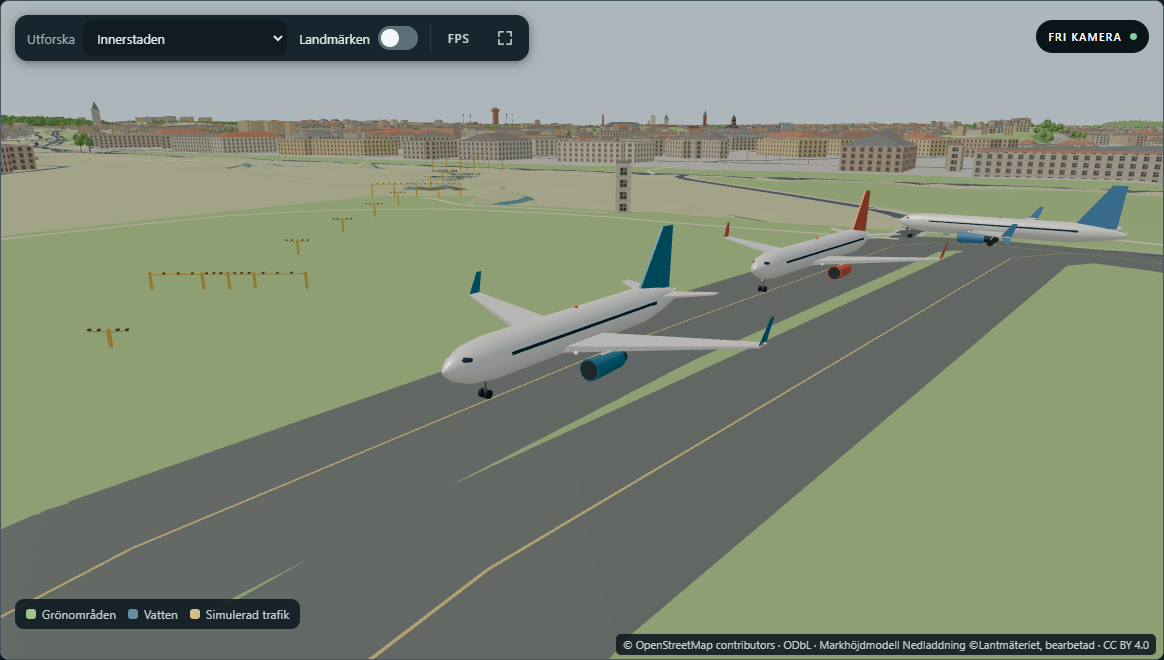 Utforska Innerstaden Landmärken FPS
FRI KAMERA
Grönområden Vatten Simulerad trafik
© OpenStreetMap contributors · ODbL · Markhöjdmodell Nedladdning ©Lantmäteriet, bearbetad · CC BY 4.0